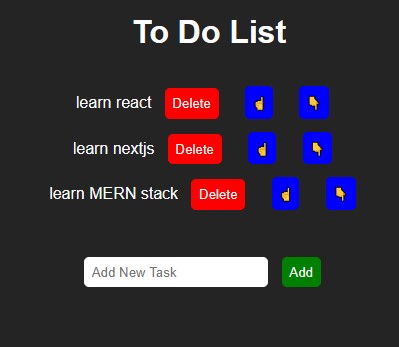 To Do List
learn react Delete ☝ 👇
learn nextjs Delete ☝ 👇
learn MERN stack Delete ☝ 👇
Add New Task Add